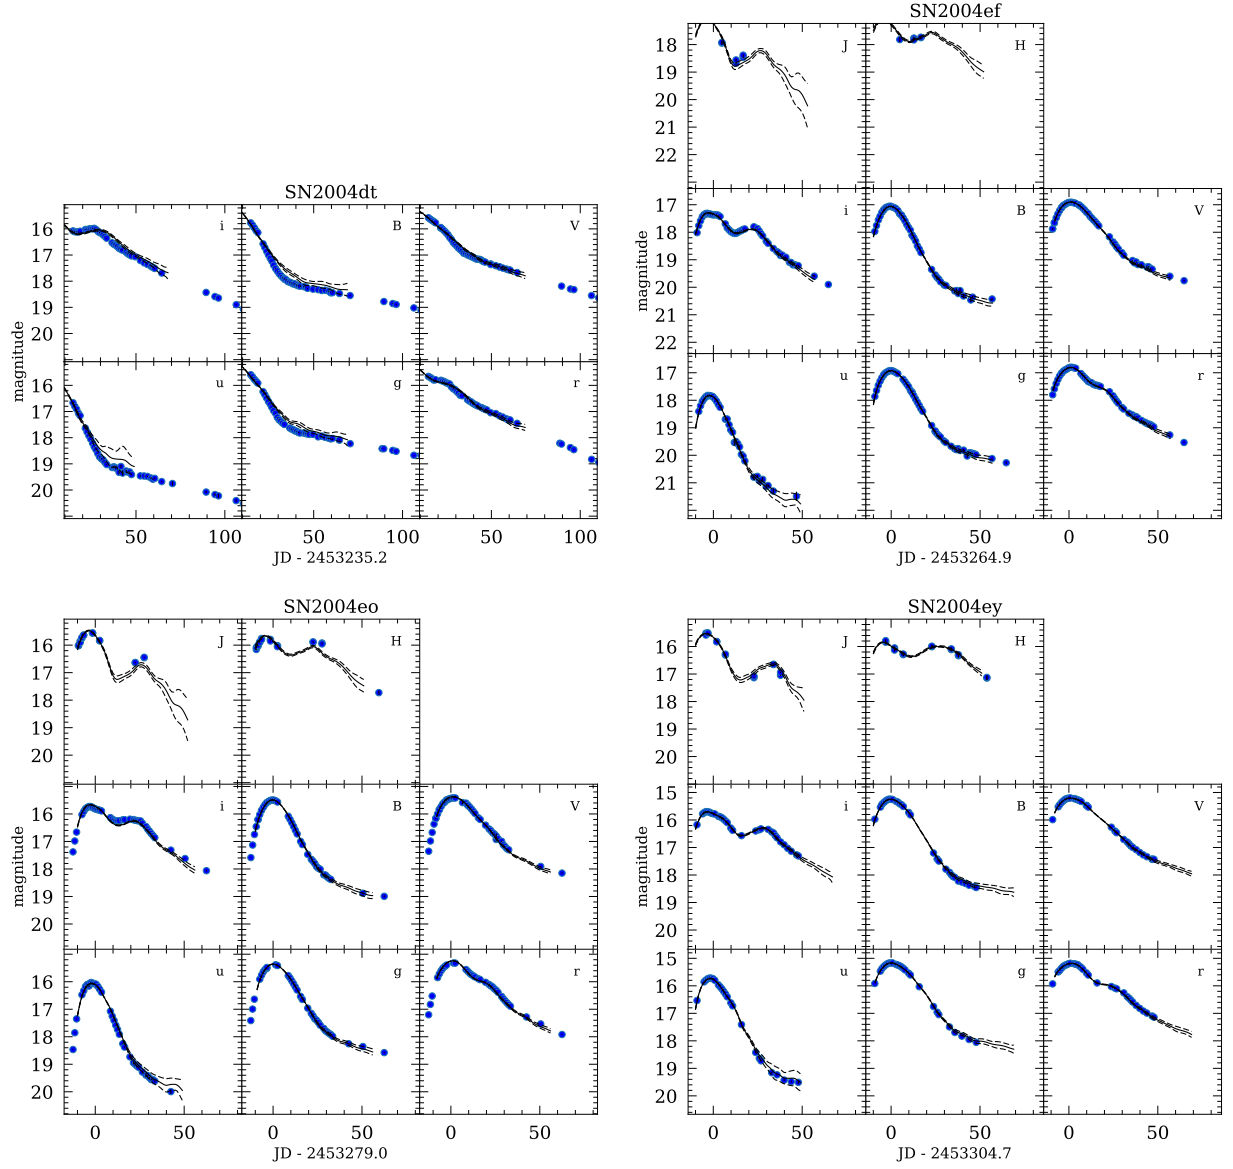 SN2004ef
J H
18
19
20
21
22
SN2004dt
i B V
16
17
18
19
20
u g r
16
17
18
19
20
magnitude
50 100 50 100 50 100
JD - 2453235.2
i B V
17
18
19
20
21
22
u g r
17
18
19
20
21
magnitude
0 50 0 50 0 50
JD - 2453264.9
SN2004eo
J H
16
17
18
19
20
i B V
16
17
18
19
20
u g r
16
17
18
19
20
magnitude
0 50 0 50 0 50
JD - 2453279.0
SN2004ey
J H
16
17
18
19
20
i B V
15
16
17
18
19
20
u g r
15
16
17
18
19
20
magnitude
0 50 0 50 0 50
JD - 2453304.7